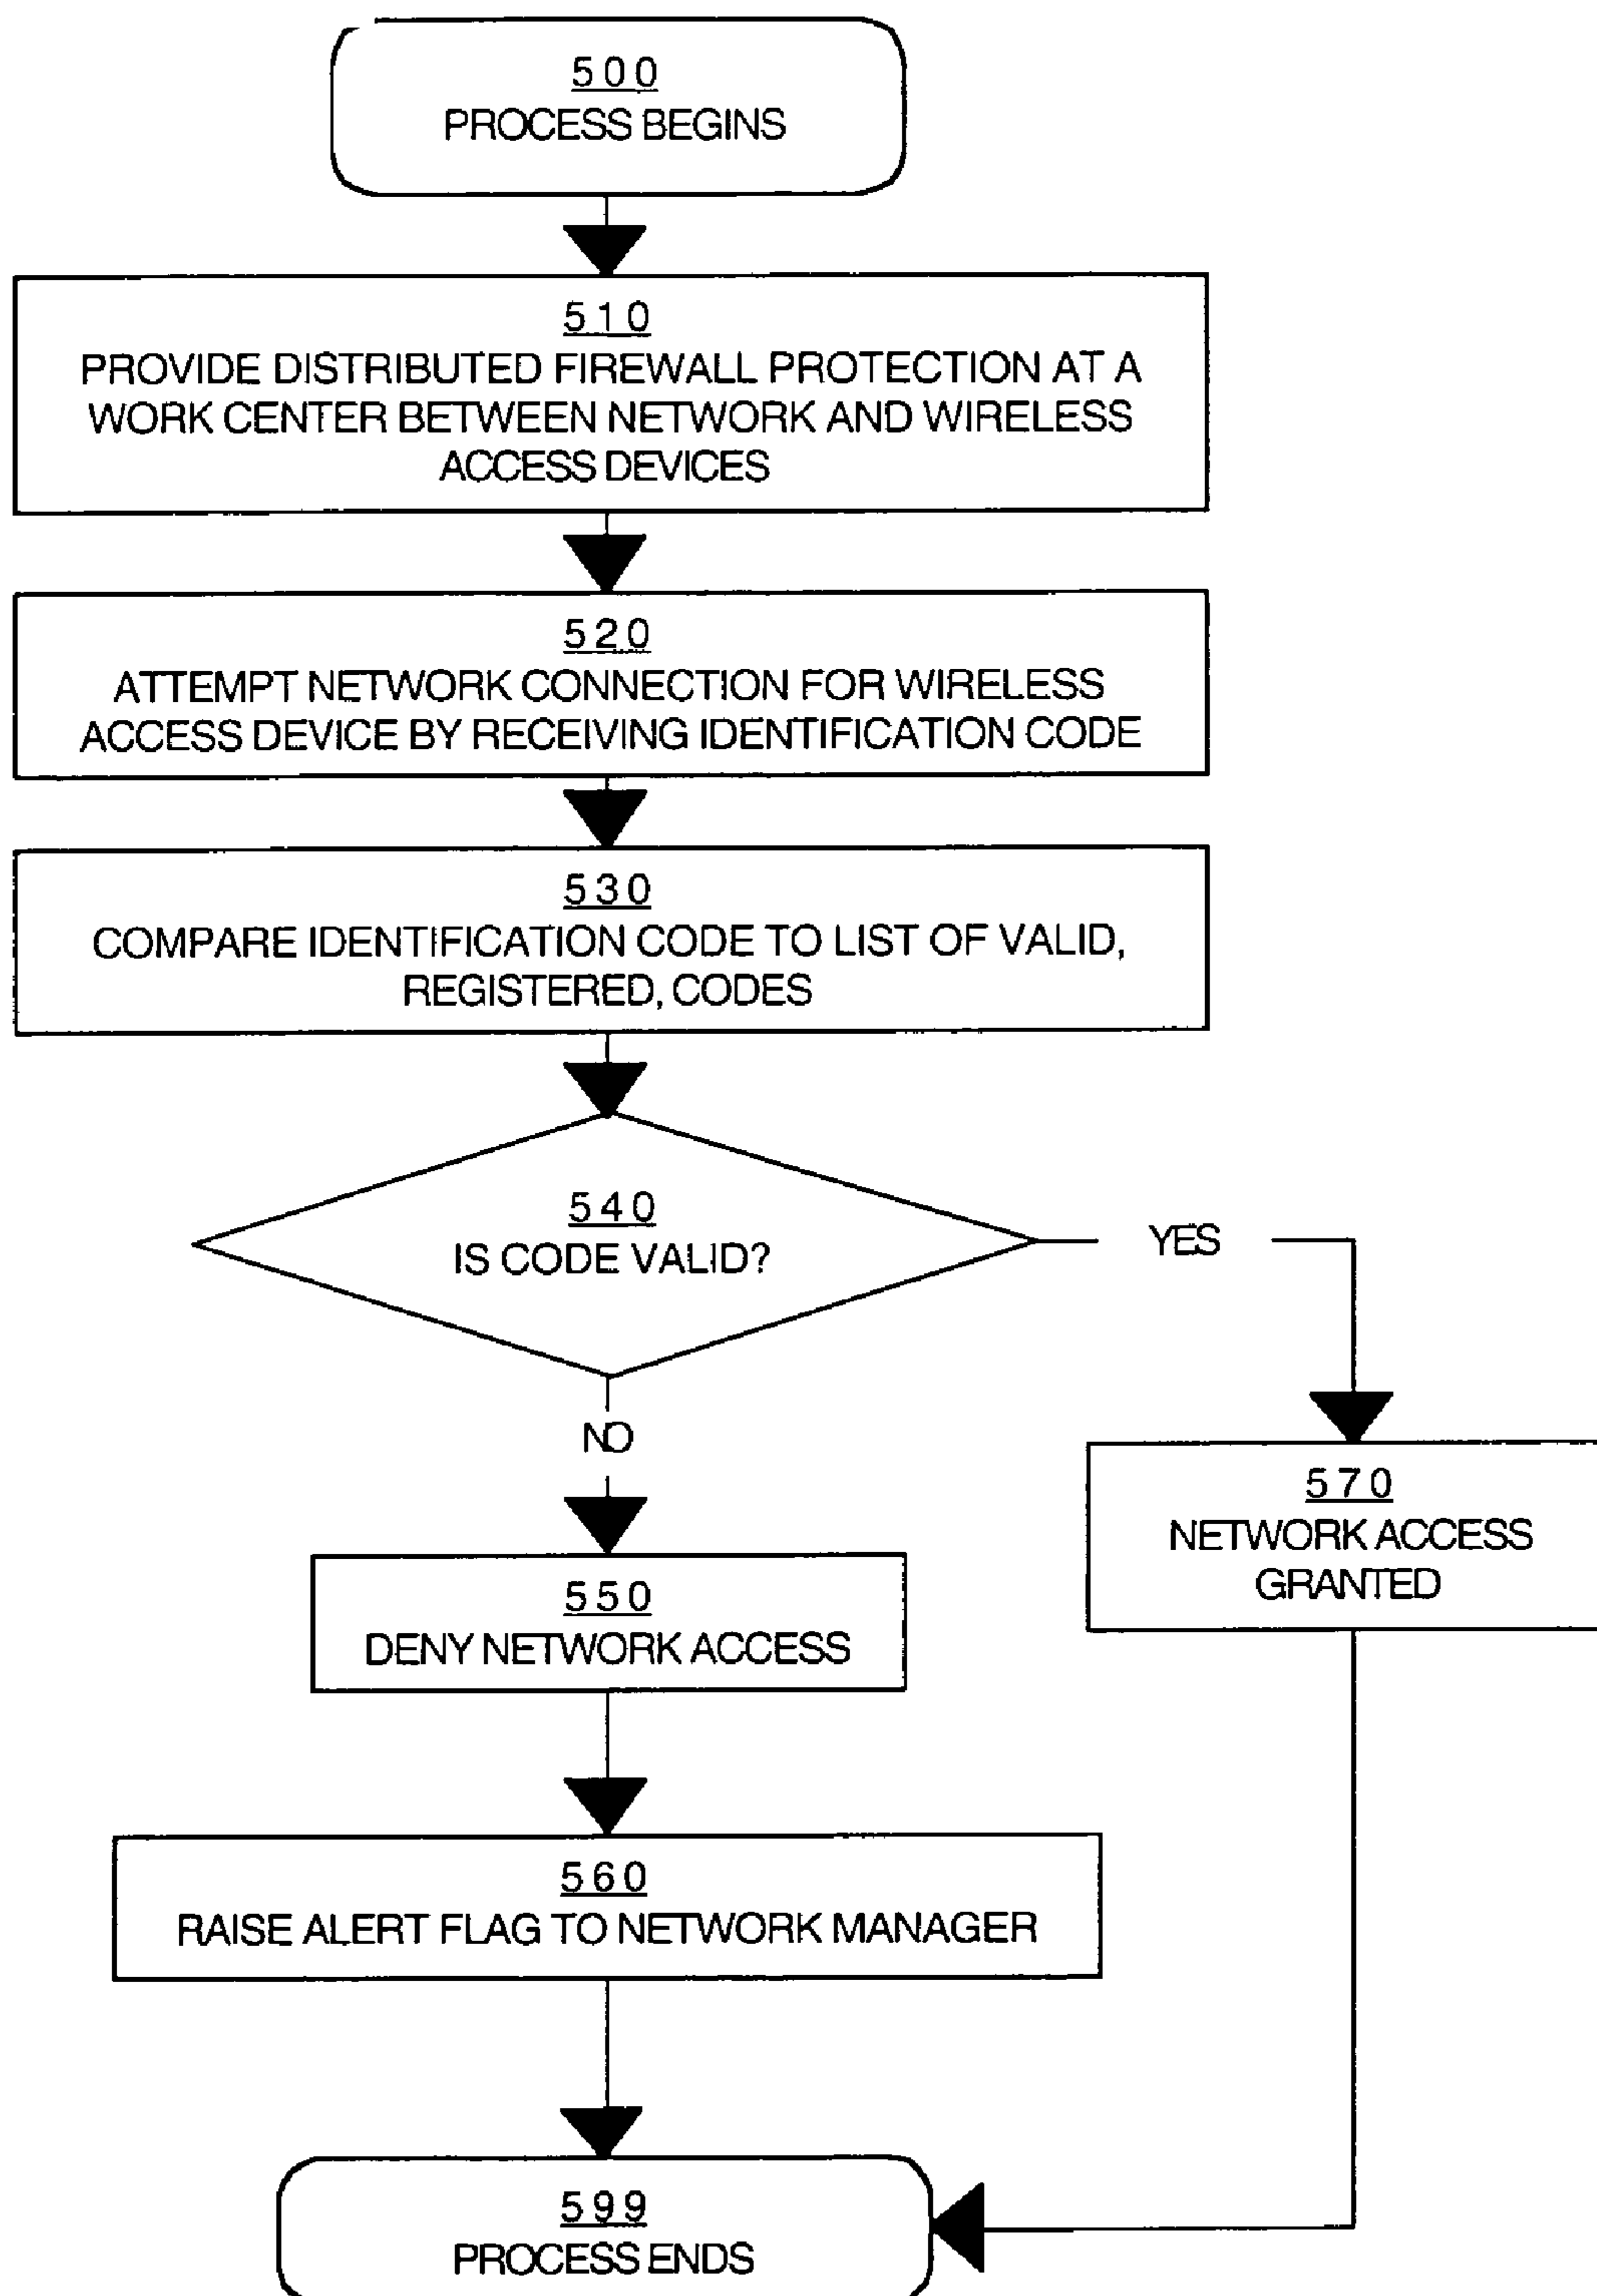 500
PROCESS BEGINS
510
PROVIDE DISTRIBUTED FIREWALL PROTECTION AT A
WORK CENTER BETWEEN NETWORK AND WIRELESS
ACCESS DEVICES
520
ATTEMPT NETWORK CONNECTION FOR WIRELESS
ACCESS DEVICE BY RECEIVING IDENTIFICATION CODE
530
COMPARE IDENTIFICATION CODE TO LIST OF VALID,
REGISTERED, CODES
540
IS CODE VALID?
YES
NO
570
NETWORK ACCESS
GRANTED
550
DENY NETWORK ACCESS
560
RAISE ALERT FLAG TO NETWORK MANAGER
599
PROCESS ENDS